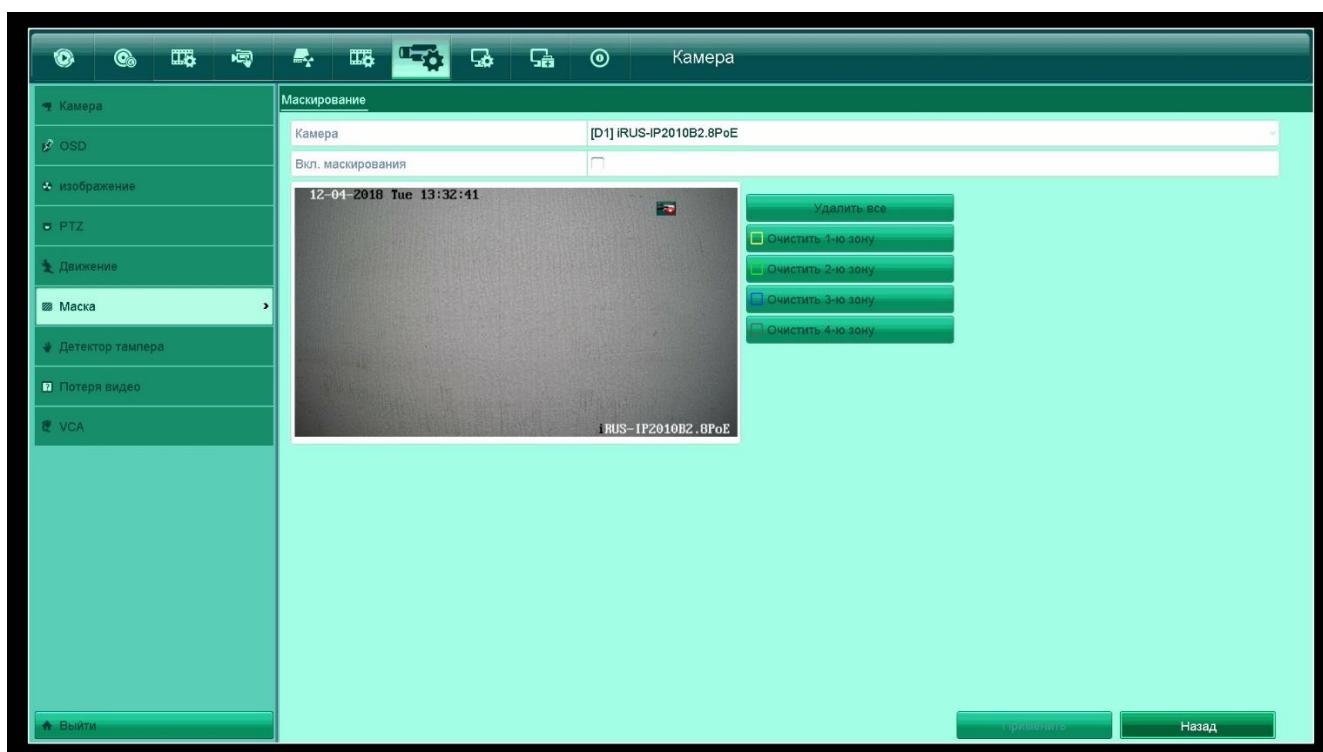 Камера
Камера
OSD
изображение
PTZ
Движение
Маска
Детектор тампера
Потеря видео
VCA
Выйти
Маскирование
Камера [D1] iRUS-IP2010B2.8PoE
Вкл. маскирования
12-04-2018 Tue 13:32:41
iRUS-IP2010B2.8PoE
Удалить все
Очистить 1-ю зону
Очистить 2-ю зону
Очистить 3-ю зону
Очистить 4-ю зону
Применить
Назад